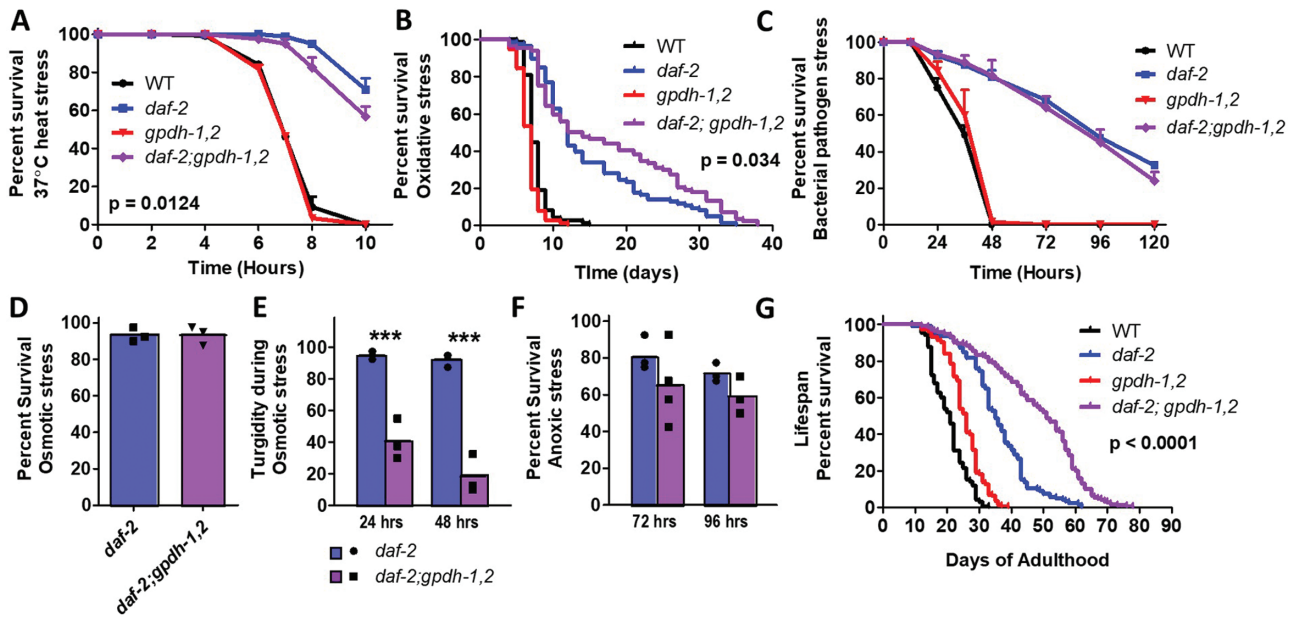 A
Percent survival
37°C heat stress
100
80
60
40
20
0
WT
daf-2
gpdh-1,2
daf-2;gpdh-1,2
p = 0.0124
0 2 4 6 8 10
Time (Hours)
B
Percent survival
Oxidative stress
100
80
60
40
20
0
WT
daf-2
gpdh-1,2
daf-2; gpdh-1,2
p = 0.034
0 10 20 30 40
TIme (days)
C
Percent survival
Bacterial pathogen stress
100
80
60
40
20
0
WT
daf-2
gpdh-1,2
daf-2;gpdh-1,2
0 24 48 72 96 120
Time (Hours)
D
Percent Survival
Osmotic stress
100
80
60
40
20
0
daf-2
daf-2;gpdh-1,2
E
Turgidity during
Osmotic stress
100
80
60
40
20
0
*** ***
24 hrs 48 hrs
daf-2
daf-2;gpdh-1,2
F
Percent Survival
Anoxic stress
100
80
60
40
20
0
72 hrs 96 hrs
G
Lifespan
Percent survival
100
80
60
40
20
0
WT
daf-2
gpdh-1,2
daf-2; gpdh-1,2
p < 0.0001
0 10 20 30 40 50 60 70 80 90
Days of Adulthood